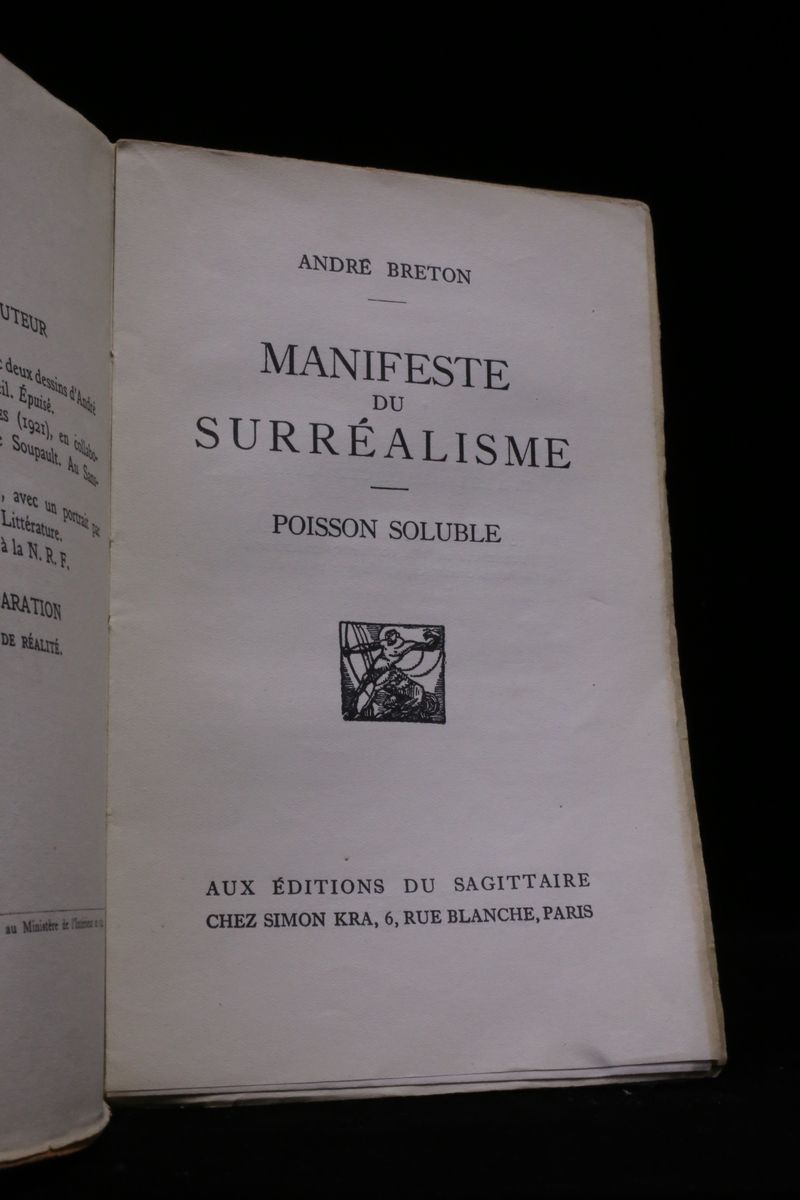 UTEUR
deux dessins d'André
il. Épuisé.
ES (1921), en collabo-
Soupault. Au Sans-
, avec un portrait par
Littérature.
à la N. R. F.
ARATION
DE RÉALITÉ.
au Ministère de l'Intérieur
ANDRÉ BRETON
MANIFESTE
DU
SURRÉALISME
POISSON SOLUBLE
AUX ÉDITIONS DU SAGITTAIRE
CHEZ SIMON KRA, 6, RUE BLANCHE, PARIS